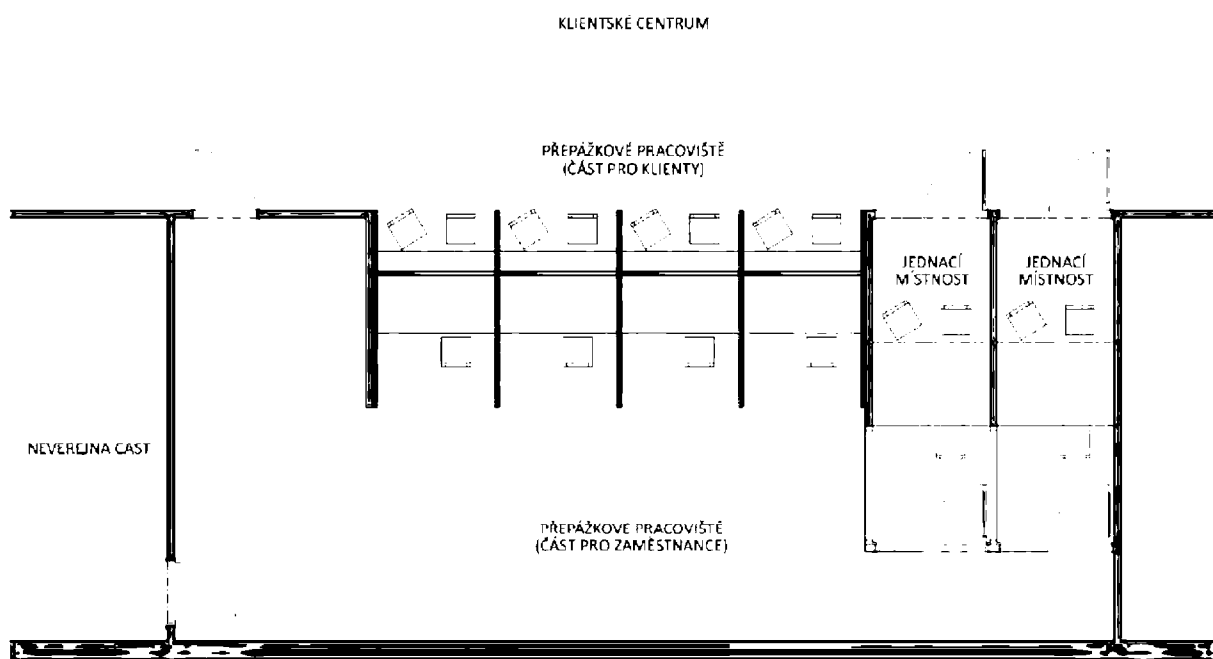 KLIENTSKÉ CENTRUM
PŘEPÁŽKOVÉ PRACOVIŠTĚ
(ČÁST PRO KLIENTY)
JEDNACÍ
MÍSTNOST
JEDNACÍ
MÍSTNOST
NEVEREJNA CAST
PŘEPÁŽKOVÉ PRACOVIŠTĚ
(ČÁST PRO ZAMĚSTNANCE)